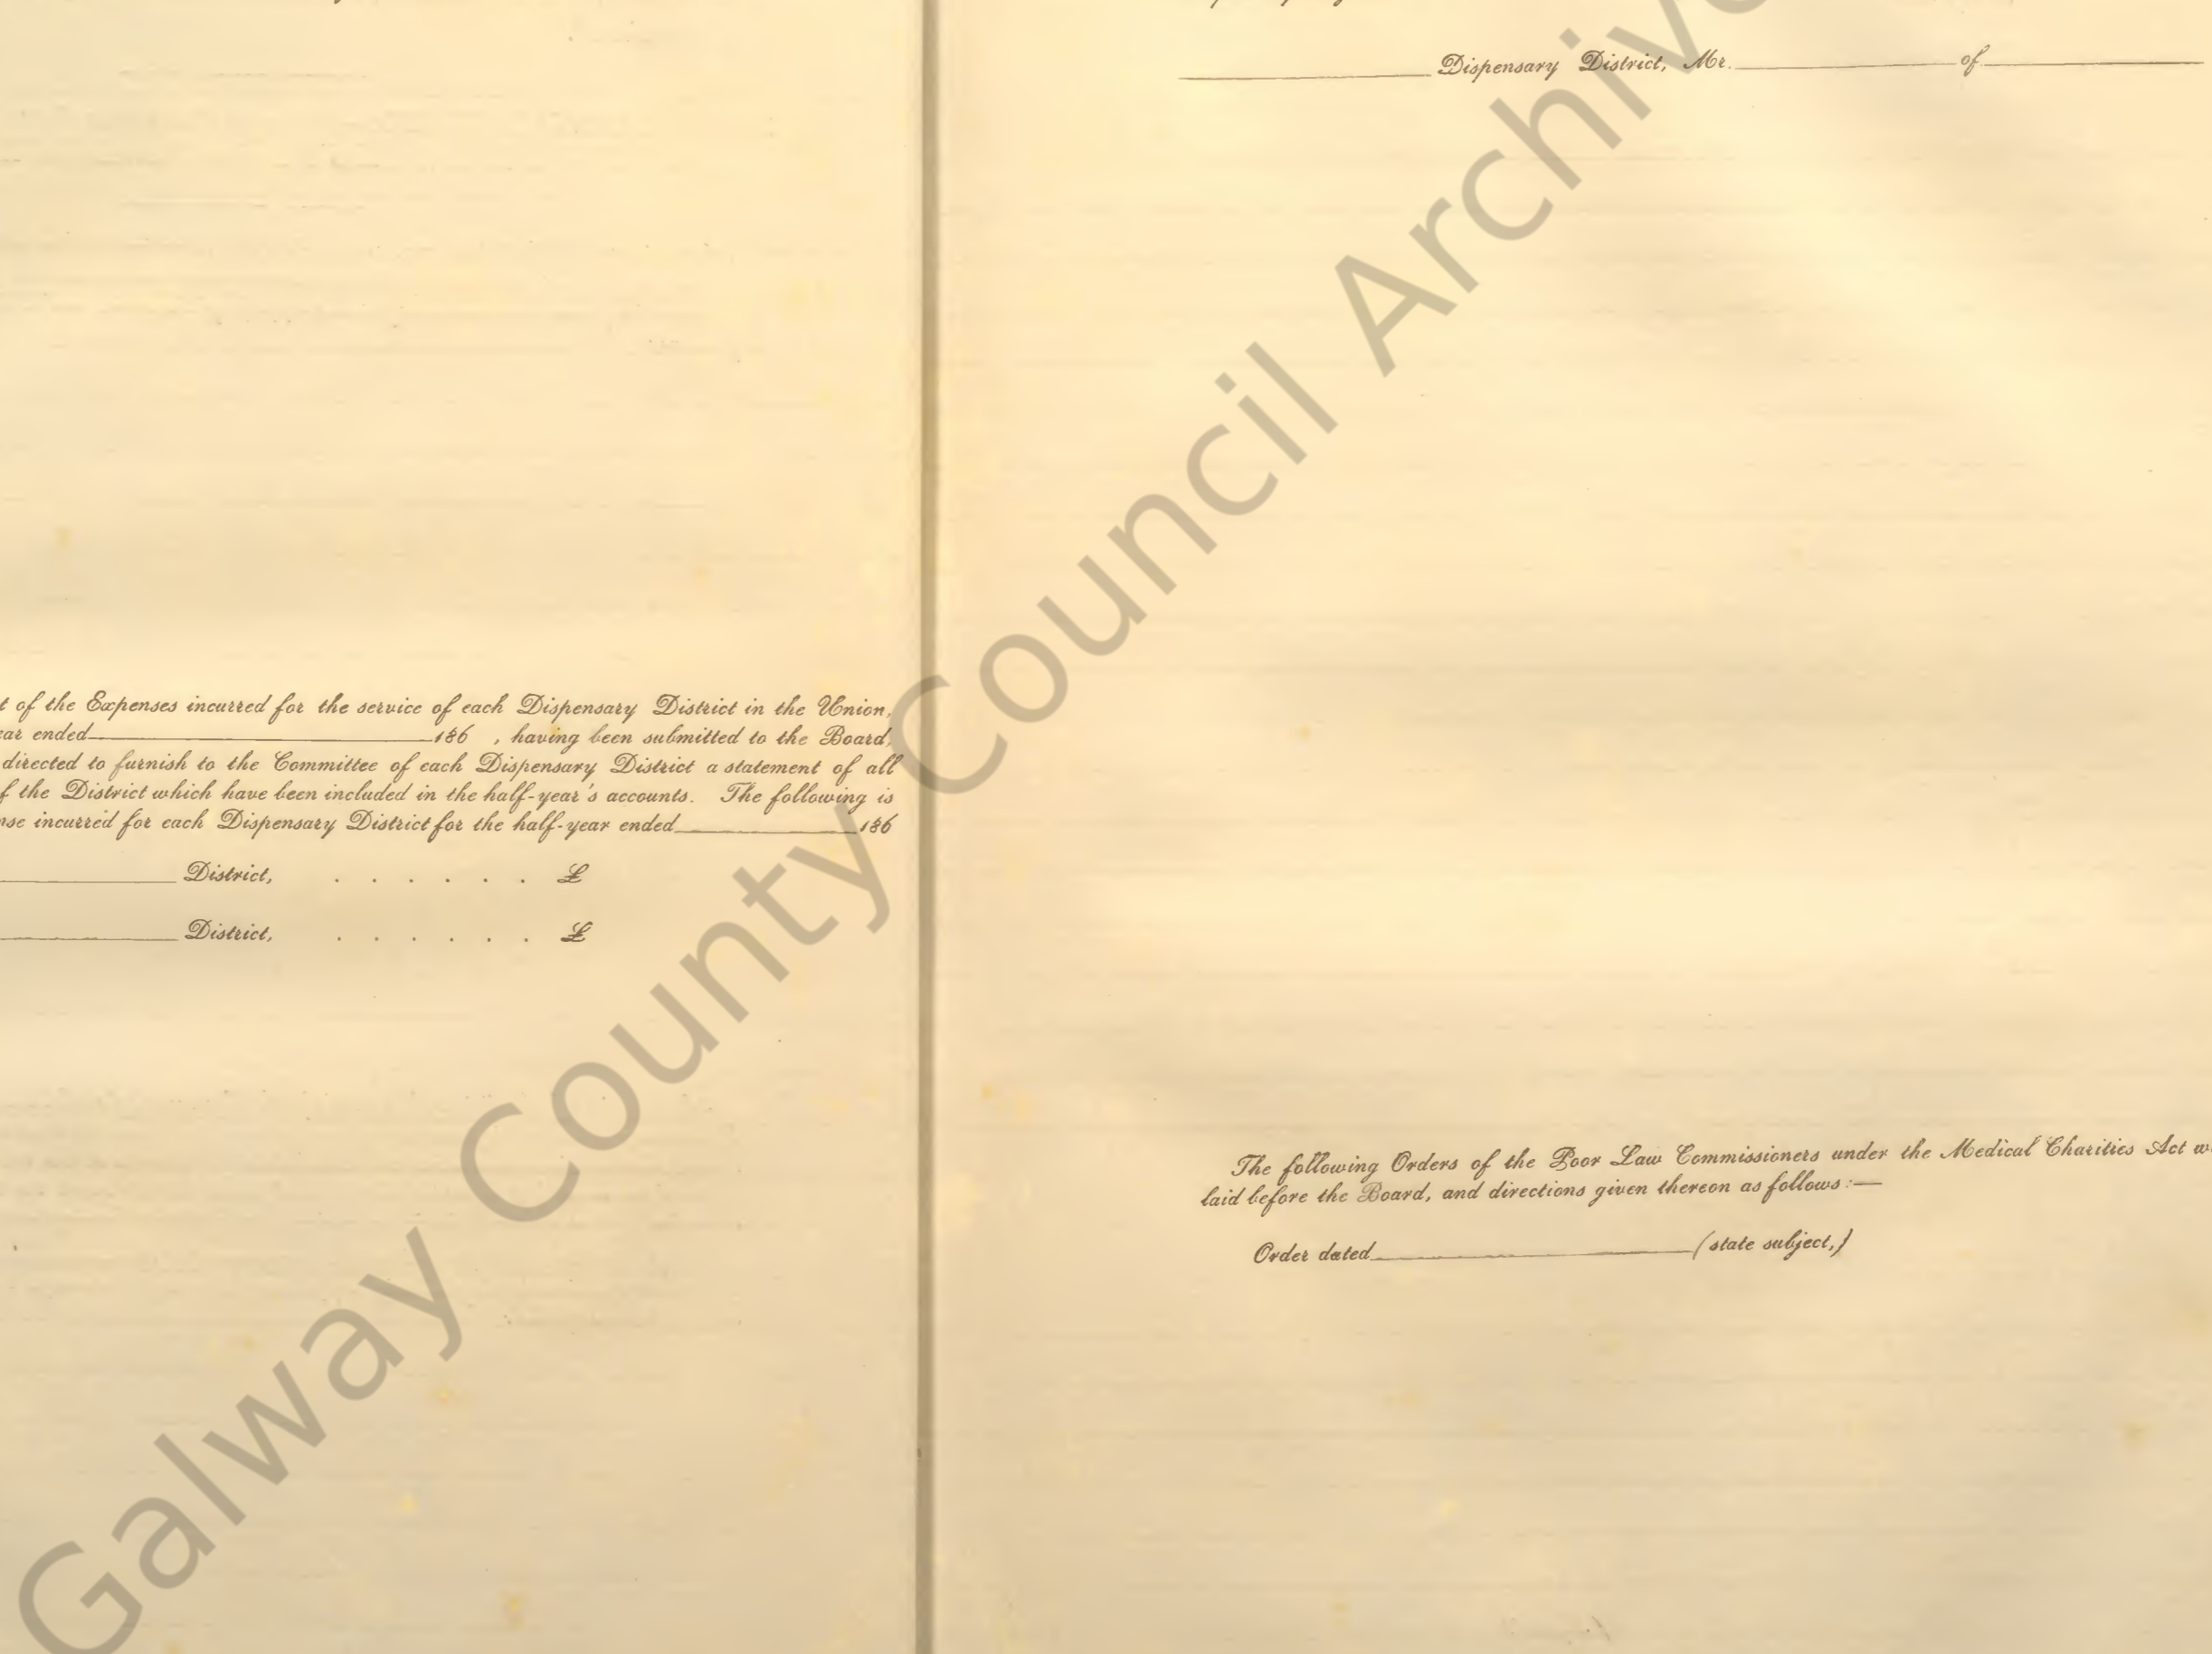 t of the Expenses incurred for the service of each Dispensary District in the Union,
ear ended 186 , having been submitted to the Board,
directed to furnish to the Committee of each Dispensary District a statement of all
f the District which have been included in the half-year's accounts. The following is
nse incurred for each Dispensary District for the half-year ended 186
District, . . . . . . £
District, . . . . . . £
Dispensary District, Mr. of
The following Orders of the Poor Law Commissioners under the Medical Charities Act w
laid before the Board, and directions given thereon as follows:—
Order dated (state subject,)
Galway County Council Archive